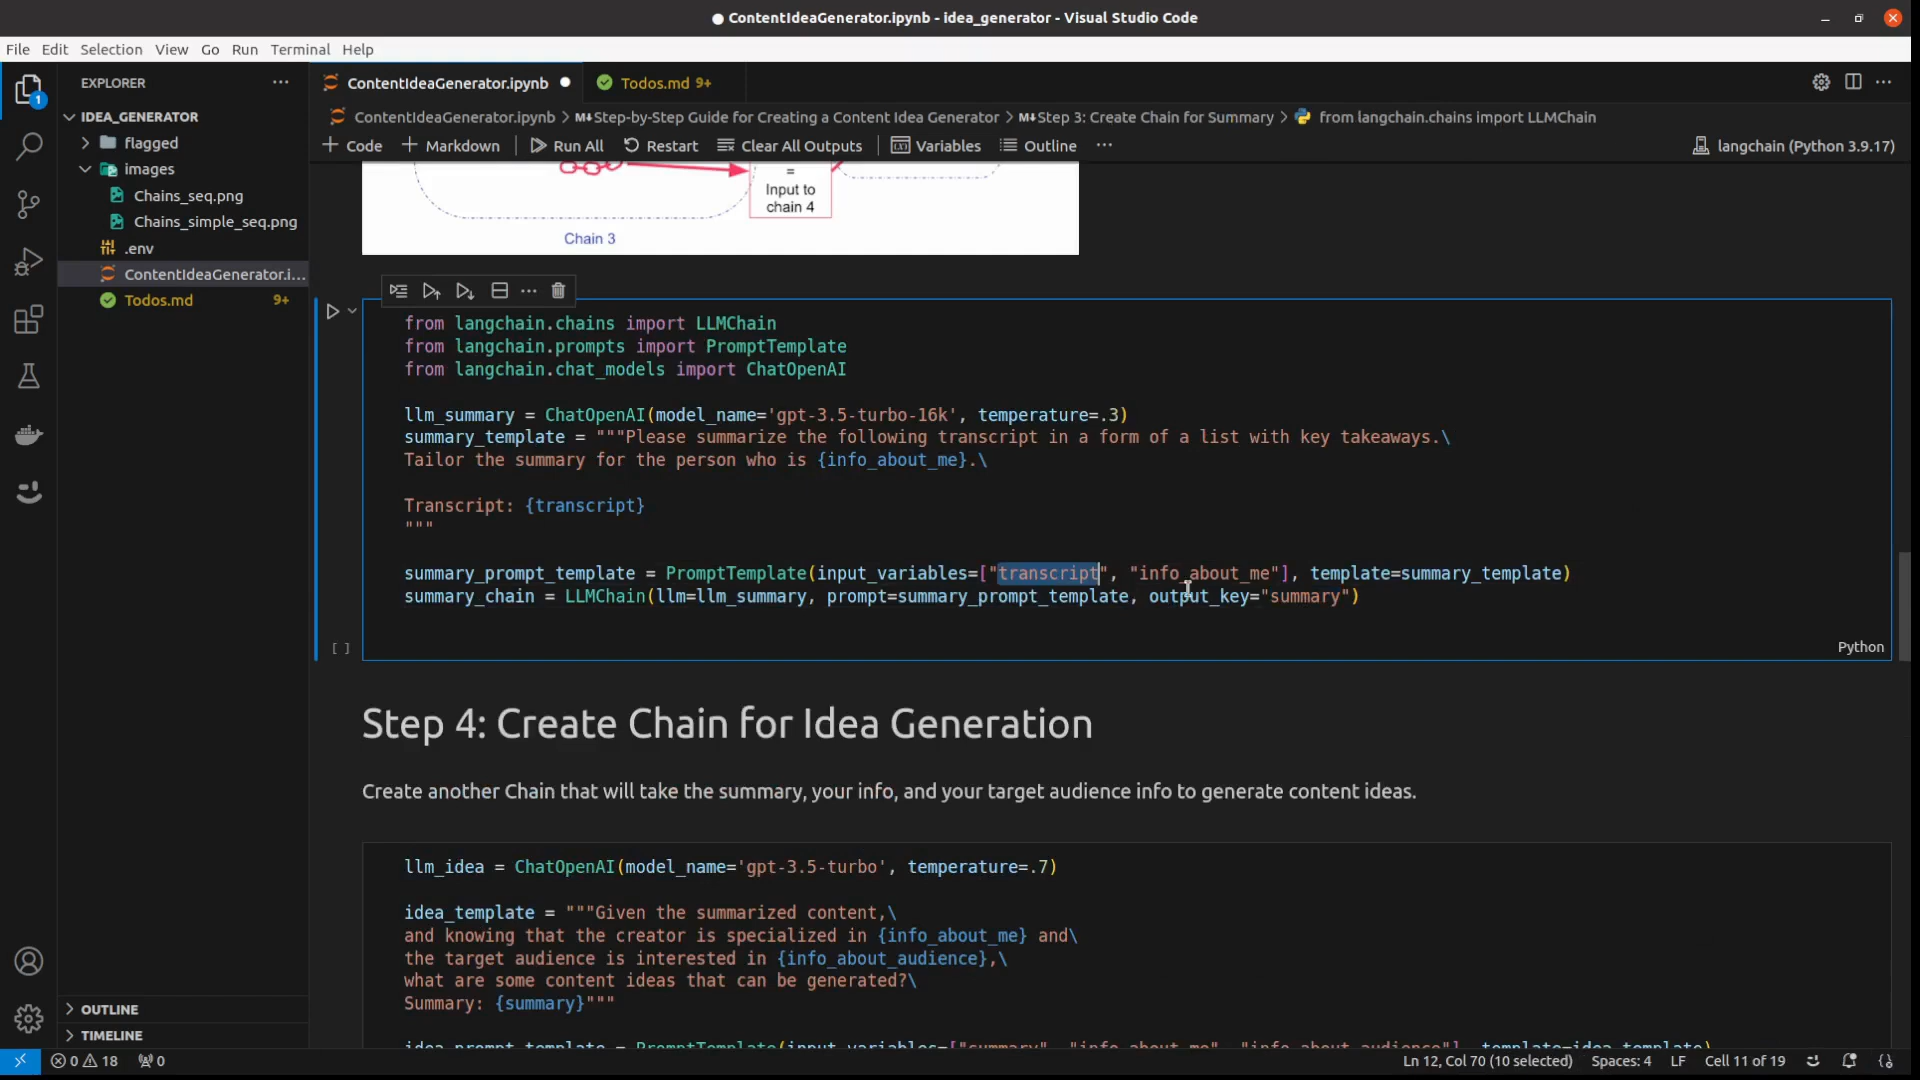 ContentIdeaGenerator.ipynb - idea_generator - Visual Studio Code
File Edit Selection View Go Run Terminal Help
EXPLORER
1
IDEA_GENERATOR
flagged
images
Chains_seq.png
Chains_simple_seq.png
.env
ContentIdeaGenerator.i...
Todos.md 9+
OUTLINE
TIMELINE
ContentIdeaGenerator.ipynb
Todos.md 9+
ContentIdeaGenerator.ipynb > M↓Step-by-Step Guide for Creating a Content Idea Generator > M↓Step 3: Create Chain for Summary > from langchain.chains import LLMChain
+ Code + Markdown Run All Restart Clear All Outputs Variables Outline ... langchain (Python 3.9.17)
=
Input to
chain 4
Chain 3
from langchain.chains import LLMChain
from langchain.prompts import PromptTemplate
from langchain.chat_models import ChatOpenAI
llm_summary = ChatOpenAI(model_name='gpt-3.5-turbo-16k', temperature=.3)
summary_template = """Please summarize the following transcript in a form of a list with key takeaways.\
Tailor the summary for the person who is {info_about_me}.\
Transcript: {transcript}
"""
summary_prompt_template = PromptTemplate(input_variables=["transcript", "info_about_me"], template=summary_template)
summary_chain = LLMChain(llm=llm_summary, prompt=summary_prompt_template, output_key="summary")
[ ]
Python
Step 4: Create Chain for Idea Generation
Create another Chain that will take the summary, your info, and your target audience info to generate content ideas.
llm_idea = ChatOpenAI(model_name='gpt-3.5-turbo', temperature=.7)
idea_template = """Given the summarized content,\
and knowing that the creator is specialized in {info_about_me} and\
the target audience is interested in {info_about_audience},\
what are some content ideas that can be generated?\
Summary: {summary}"""
idea_prompt_template = PromptTemplate(input_variables=["summary", "info_about_me", "info_about_audience"], template=idea_template)
0 18 0
Ln 12, Col 70 (10 selected) Spaces: 4 LF Cell 11 of 19